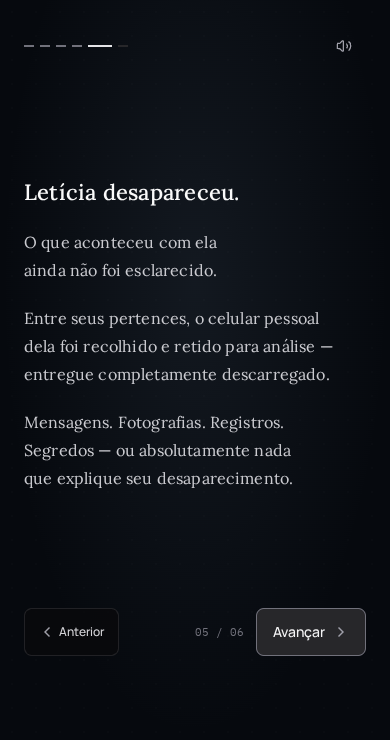 Letícia desapareceu.
O que aconteceu com ela
ainda não foi esclarecido.
Entre seus pertences, o celular pessoal
dela foi recolhido e retido para análise —
entregue completamente descarregado.
Mensagens. Fotografias. Registros.
Segredos — ou absolutamente nada
que explique seu desaparecimento.
Anterior
05 / 06
Avançar